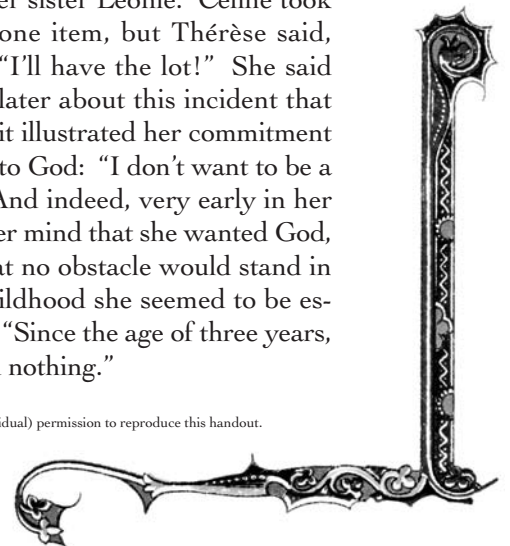 er sister Léonie. Céline took
one item, but Thérèse said,
“I’ll have the lot!” She said
later about this incident that
it illustrated her commitment
to God: “I don’t want to be a
And indeed, very early in her
er mind that she wanted God,
at no obstacle would stand in
ildhood she seemed to be es-
“Since the age of three years,
nothing.”
idual) permission to reproduce this handout.